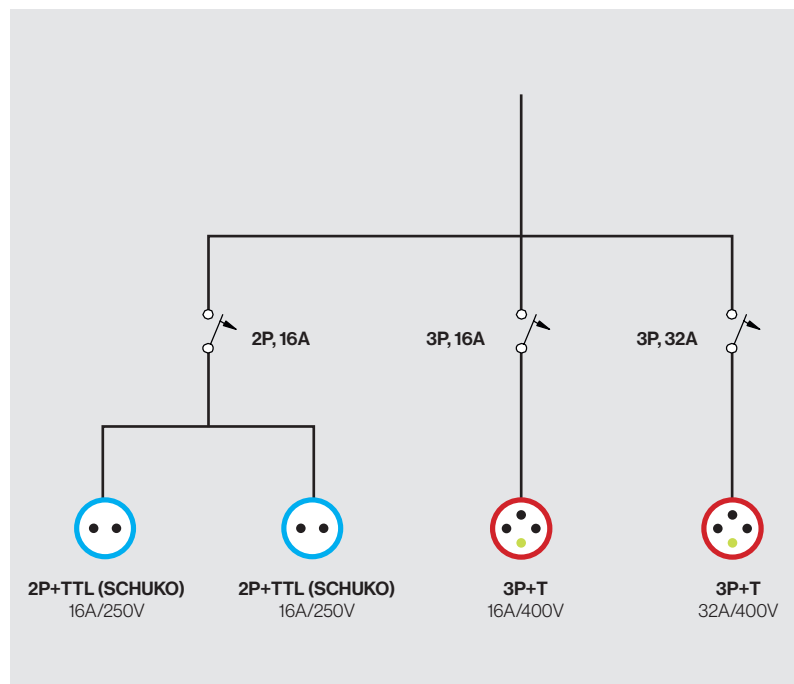 2P, 16A
3P, 16A
3P, 32A
2P+TTL (SCHUKO)
16A/250V
2P+TTL (SCHUKO)
16A/250V
3P+T
16A/400V
3P+T
32A/400V